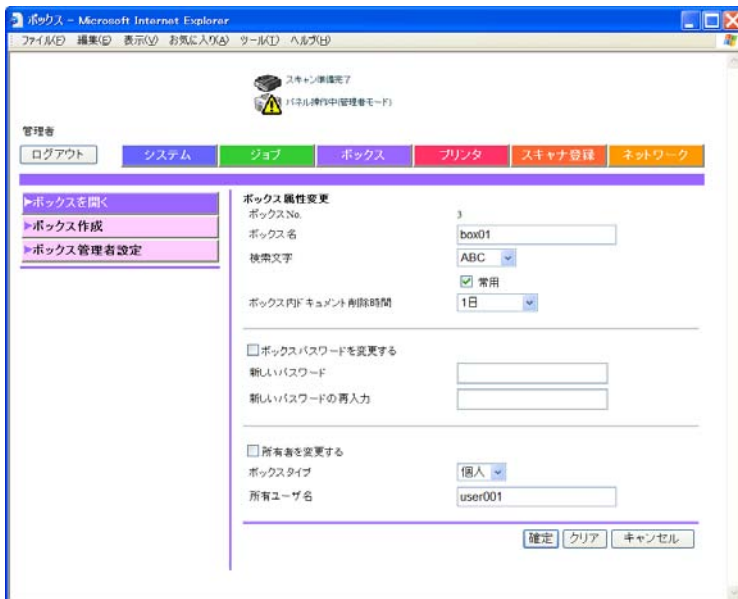 ボックス - Microsoft Internet Explorer
ファイル(F) 編集(E) 表示(V) お気に入り(A) ツール(T) ヘルプ(H)
スキャン準備完了
パネル操作中(管理者モード)
管理者
ログアウト システム ジョブ ボックス プリンタ スキャナ登録 ネットワーク
ボックスを開く
ボックス作成
ボックス管理者設定
ボックス属性変更
ボックスNo. 3
ボックス名 box01
検索文字 ABC
常用
ボックス内ドキュメント削除時間 1日
ボックスパスワードを変更する
新しいパスワード
新しいパスワードの再入力
所有者を変更する
ボックスタイプ 個人
所有ユーザ名 user001
確定 クリア キャンセル